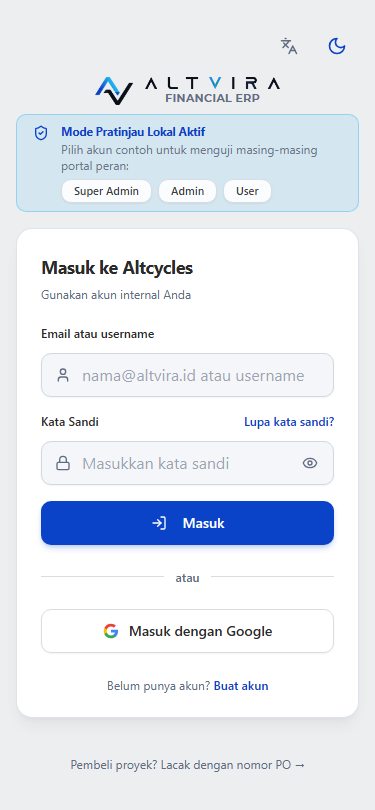 ALTVIRA
FINANCIAL ERP
Mode Pratinjau Lokal Aktif
Pilih akun contoh untuk menguji masing-masing
portal peran:
Super Admin
Admin
User
Masuk ke Altcycles
Gunakan akun internal Anda
Email atau username
nama@altvira.id atau username
Kata Sandi
Lupa kata sandi?
Masukkan kata sandi
Masuk
atau
Masuk dengan Google
Belum punya akun? Buat akun
Pembeli proyek? Lacak dengan nomor PO →